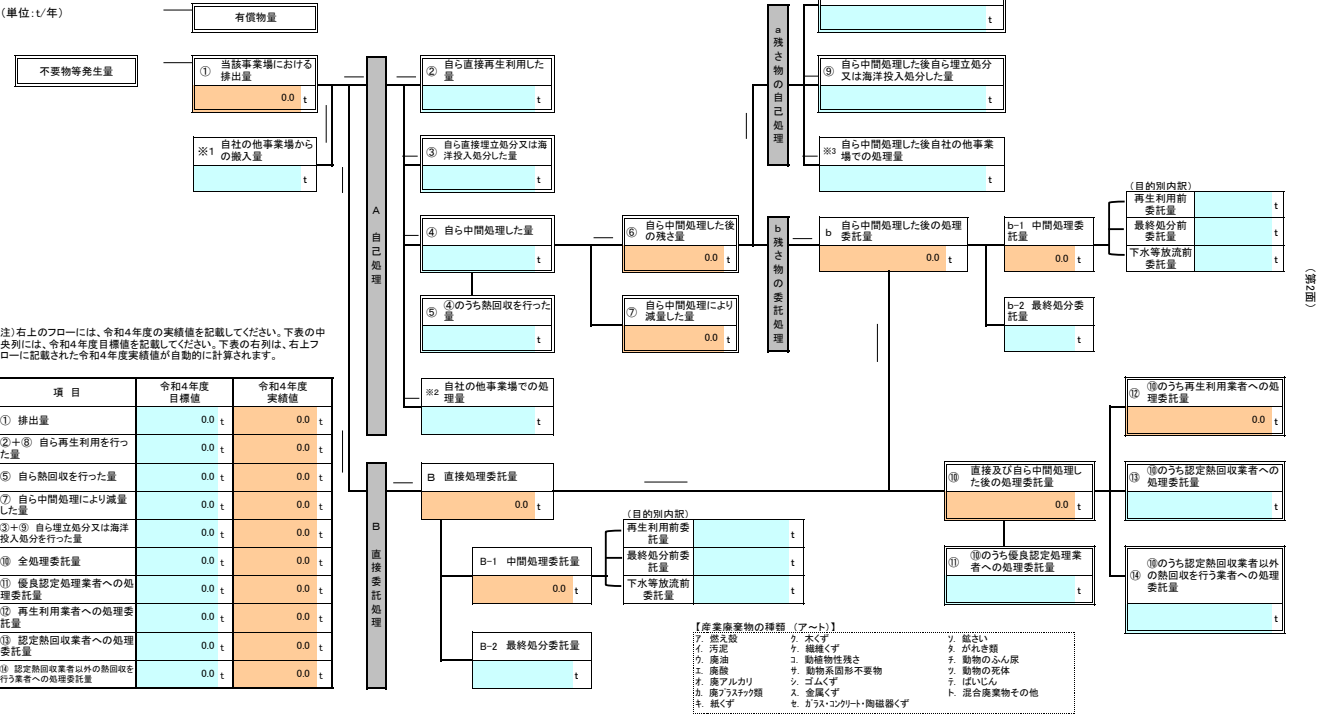 (単位:t/年)
有償物量
不要物等発生量
① 当該事業場における
排出量
0.0 t
※1 自社の他事業場から
の搬入量
t
A 自己処理
② 自ら直接再生利用した
量
t
③ 自ら直接埋立処分又は海
洋投入処分した量
t
④ 自ら中間処理した量
t
⑤ ④のうち熱回収を行った
量
t
※2 自社の他事業場での処
理量
t
⑥ 自ら中間処理した後
の残さ量
0.0 t
⑦ 自ら中間処理により
減量した量
0.0 t
a 残さ物の自己処理
t
⑨ 自ら中間処理した後自ら埋立処分
又は海洋投入処分した量
t
※3 自ら中間処理した後自社の他事業
場での処理量
t
b 残さ物の委託処理
b 自ら中間処理した後の処理
委託量
0.0 t
b-1 中間処理委
託量
0.0 t
(目的別内訳)
再生利用前
委託量
t
最終処分前
委託量
t
下水等放流前
委託量
t
b-2 最終処分委
託量
t
(第2面)
注)右上のフローには、令和4年度の実績値を記載してください。下表の中
央列には、令和4年度目標値を記載してください。下表の右列は、右上フ
ローに記載された令和4年度実績値が自動的に計算されます。
項 目 令和4年度
目標値 令和4年度
実績値
① 排出量 0.0 t 0.0 t
②+⑧ 自ら再生利用を行っ
た量 0.0 t 0.0 t
⑤ 自ら熱回収を行った量 0.0 t 0.0 t
⑦ 自ら中間処理により減量
した量 0.0 t 0.0 t
③+⑨ 自ら埋立処分又は海洋
投入処分を行った量 0.0 t 0.0 t
⑩ 全処理委託量 0.0 t 0.0 t
⑪ 優良認定処理業者への処
理委託量 0.0 t 0.0 t
⑫ 再生利用業者への処理委
託量 0.0 t 0.0 t
⑬ 認定熱回収業者への処理
委託量 0.0 t 0.0 t
⑭ 認定熱回収業者以外の熱回収を
行う業者への処理委託量 0.0 t 0.0 t
B 直接委託処理
B 直接処理委託量
0.0 t
B-1 中間処理委託量
0.0 t
(目的別内訳)
再生利用前委
託量
t
最終処分前委
託量
t
下水等放流前
委託量
t
B-2 最終処分委託量
t
⑩ 直接及び自ら中間処理し
た後の処理委託量
0.0 t
⑪ ⑩のうち優良認定処理業
者への処理委託量
t
⑫ ⑩のうち再生利用業者への処
理委託量
0.0 t
⑬ ⑩のうち認定熱回収業者への
処理委託量
t
⑭ ⑩のうち認定熱回収業者以外
の熱回収を行う業者への処理
委託量
t
【産業廃棄物の種類 (ア~ト)】
ア. 燃え殻 ク. 木くず ソ. 鉱さい
イ. 汚泥 ケ. 繊維くず タ. がれき類
ウ. 廃油 コ. 動植物性残さ チ. 動物のふん尿
エ. 廃酸 サ. 動物系固形不要物 ツ. 動物の死体
オ. 廃アルカリ シ. ゴムくず テ. ばいじん
カ. 廃プラスチック類 ス. 金属くず ト. 混合廃棄物その他
キ. 紙くず セ. ガラス・コンクリート・陶磁器くず